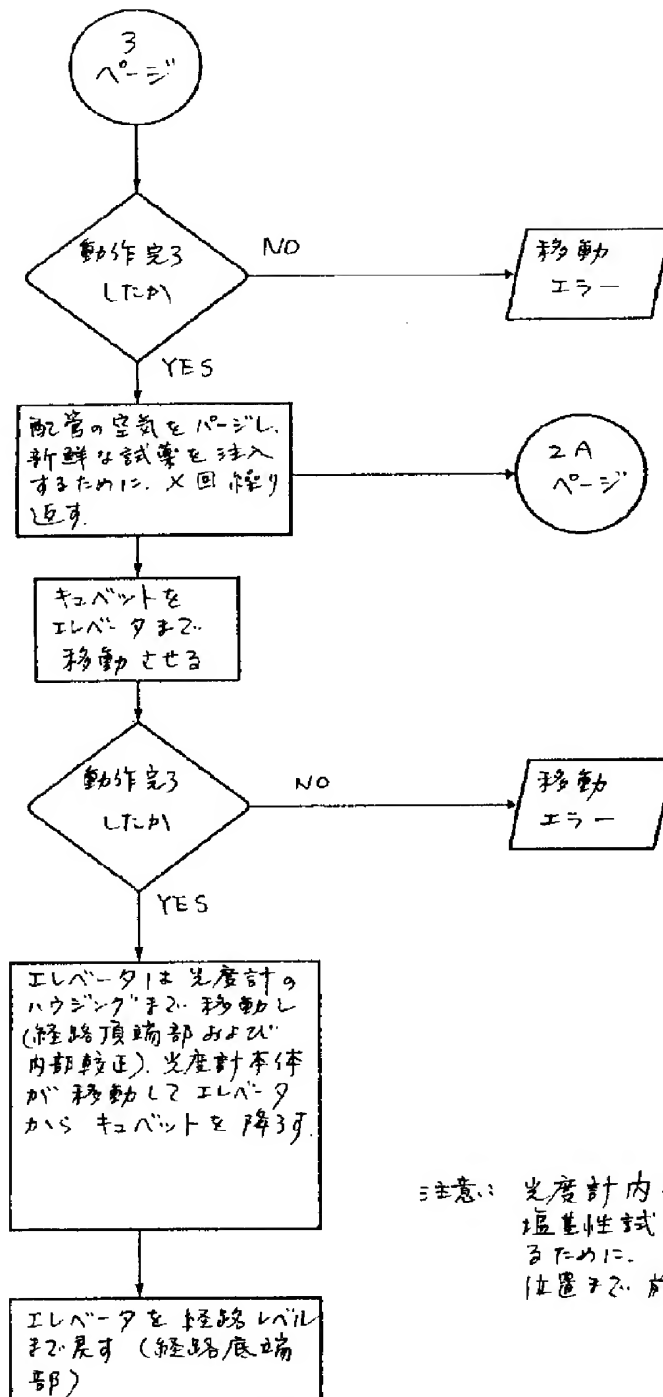 3
ページ
動作完了
したか
NO
移動
エラー
YES
配管の空気をパージし、
新鮮な試薬を注入
するために、X回繰り
返す.
2A
ページ
キュベットを
エレベータまで
移動させる
動作完了
したか
NO
移動
エラー
YES
エレベータは光度計の
ハウジングまで移動し
(経路頂端部および
内部較正)、光度計本体
が移動してエレベータ
からキュベットを降ろす.
注意: 光度計内
塩基性試
るために、
位置まで
エレベータを経路レベル
まで戻す (経路底端
部)